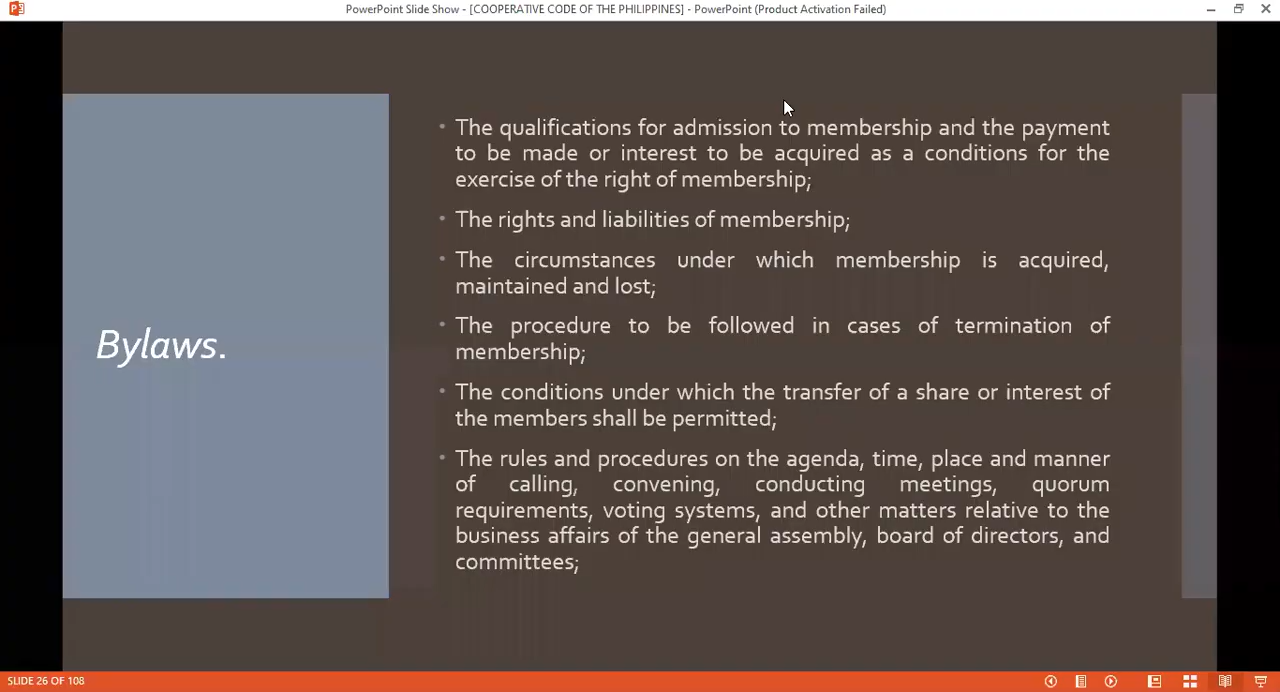 PowerPoint Slide Show - [COOPERATIVE CODE OF THE PHILIPPINES] - PowerPoint (Product Activation Failed)
Bylaws.
• The qualifications for admission to membership and the payment
to be made or interest to be acquired as a conditions for the
exercise of the right of membership;
• The rights and liabilities of membership;
• The circumstances under which membership is acquired,
maintained and lost;
• The procedure to be followed in cases of termination of
membership;
• The conditions under which the transfer of a share or interest of
the members shall be permitted;
• The rules and procedures on the agenda, time, place and manner
of calling, convening, conducting meetings, quorum
requirements, voting systems, and other matters relative to the
business affairs of the general assembly, board of directors, and
committees;
SLIDE 26 OF 108